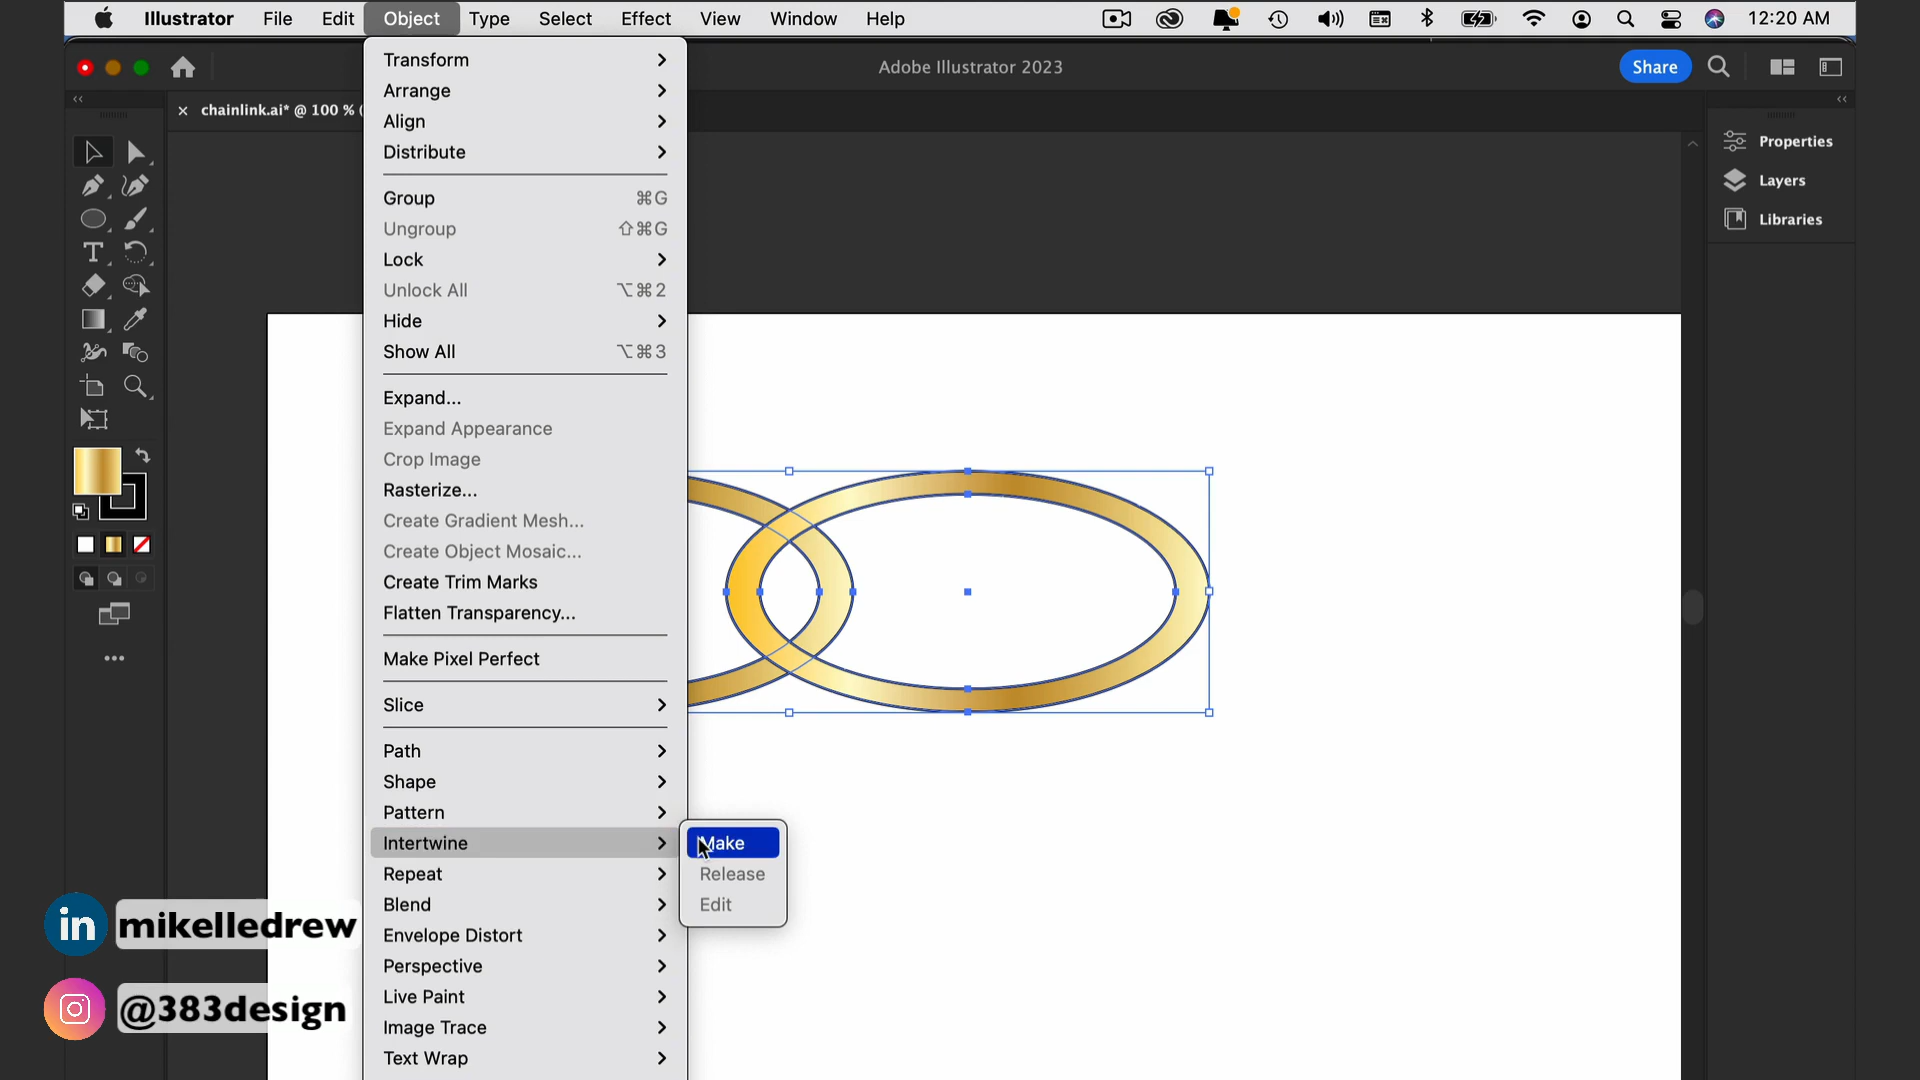 Illustrator File Edit Object Type Select Effect View Window Help 12:20 AM
Adobe Illustrator 2023
Share
chainlink.ai* @ 100 % (
Transform
Arrange
Align
Distribute
Group ⌘G
Ungroup ⇧⌘G
Lock
Unlock All ⌥⌘2
Hide
Show All ⌥⌘3
Expand...
Expand Appearance
Crop Image
Rasterize...
Create Gradient Mesh...
Create Object Mosaic...
Create Trim Marks
Flatten Transparency...
Make Pixel Perfect
Slice
Path
Shape
Pattern
Intertwine
Repeat
Blend
Envelope Distort
Perspective
Live Paint
Image Trace
Text Wrap
Make
Release
Edit
Properties
Layers
Libraries
in mikelledrew
@383design